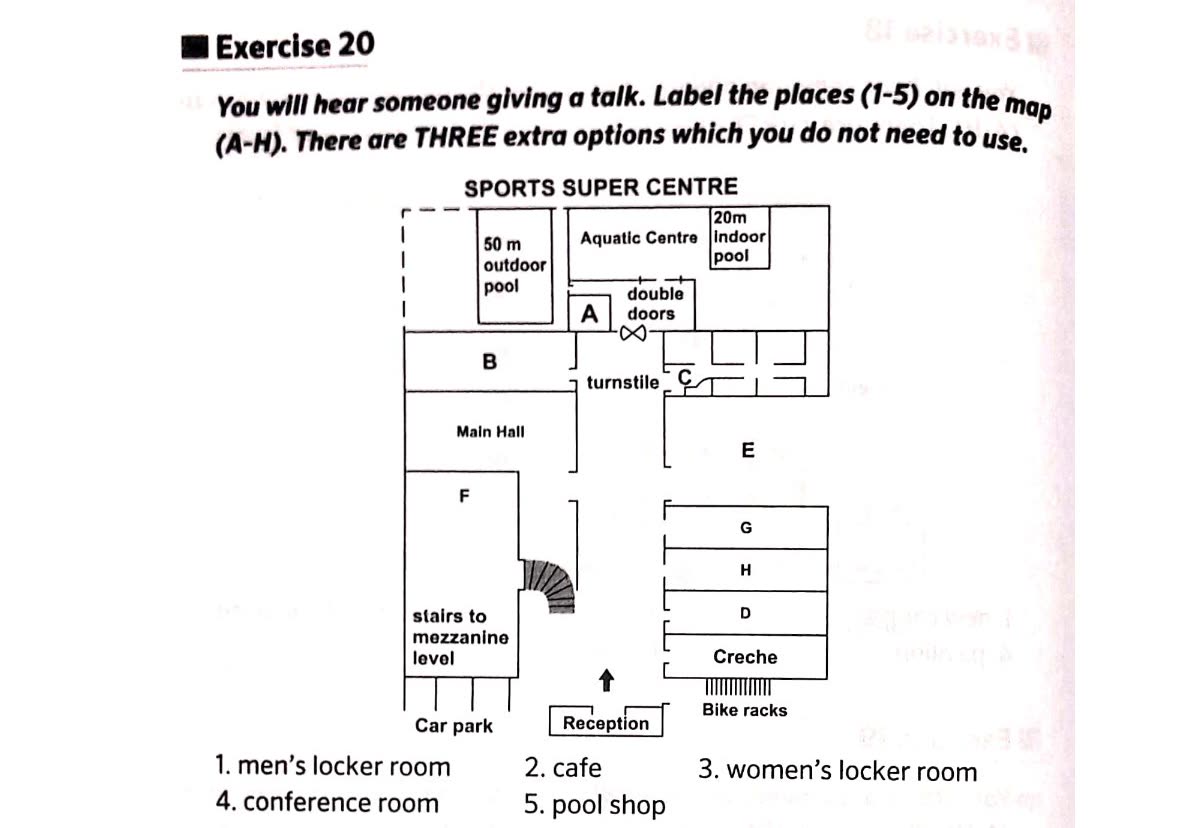 Exercise 20
You will hear someone giving a talk. Label the places (1-5) on the map
(A-H). There are THREE extra options which you do not need to use.
SPORTS SUPER CENTRE
50 m
outdoor
pool
Aquatic Centre
20m
indoor
pool
A
double
doors
B
turnstile
C
Main Hall
E
F
G
H
D
stairs to
mezzanine
level
Creche
Car park
Reception
Bike racks
1. men's locker room 2. cafe 3. women's locker room
4. conference room 5. pool shop